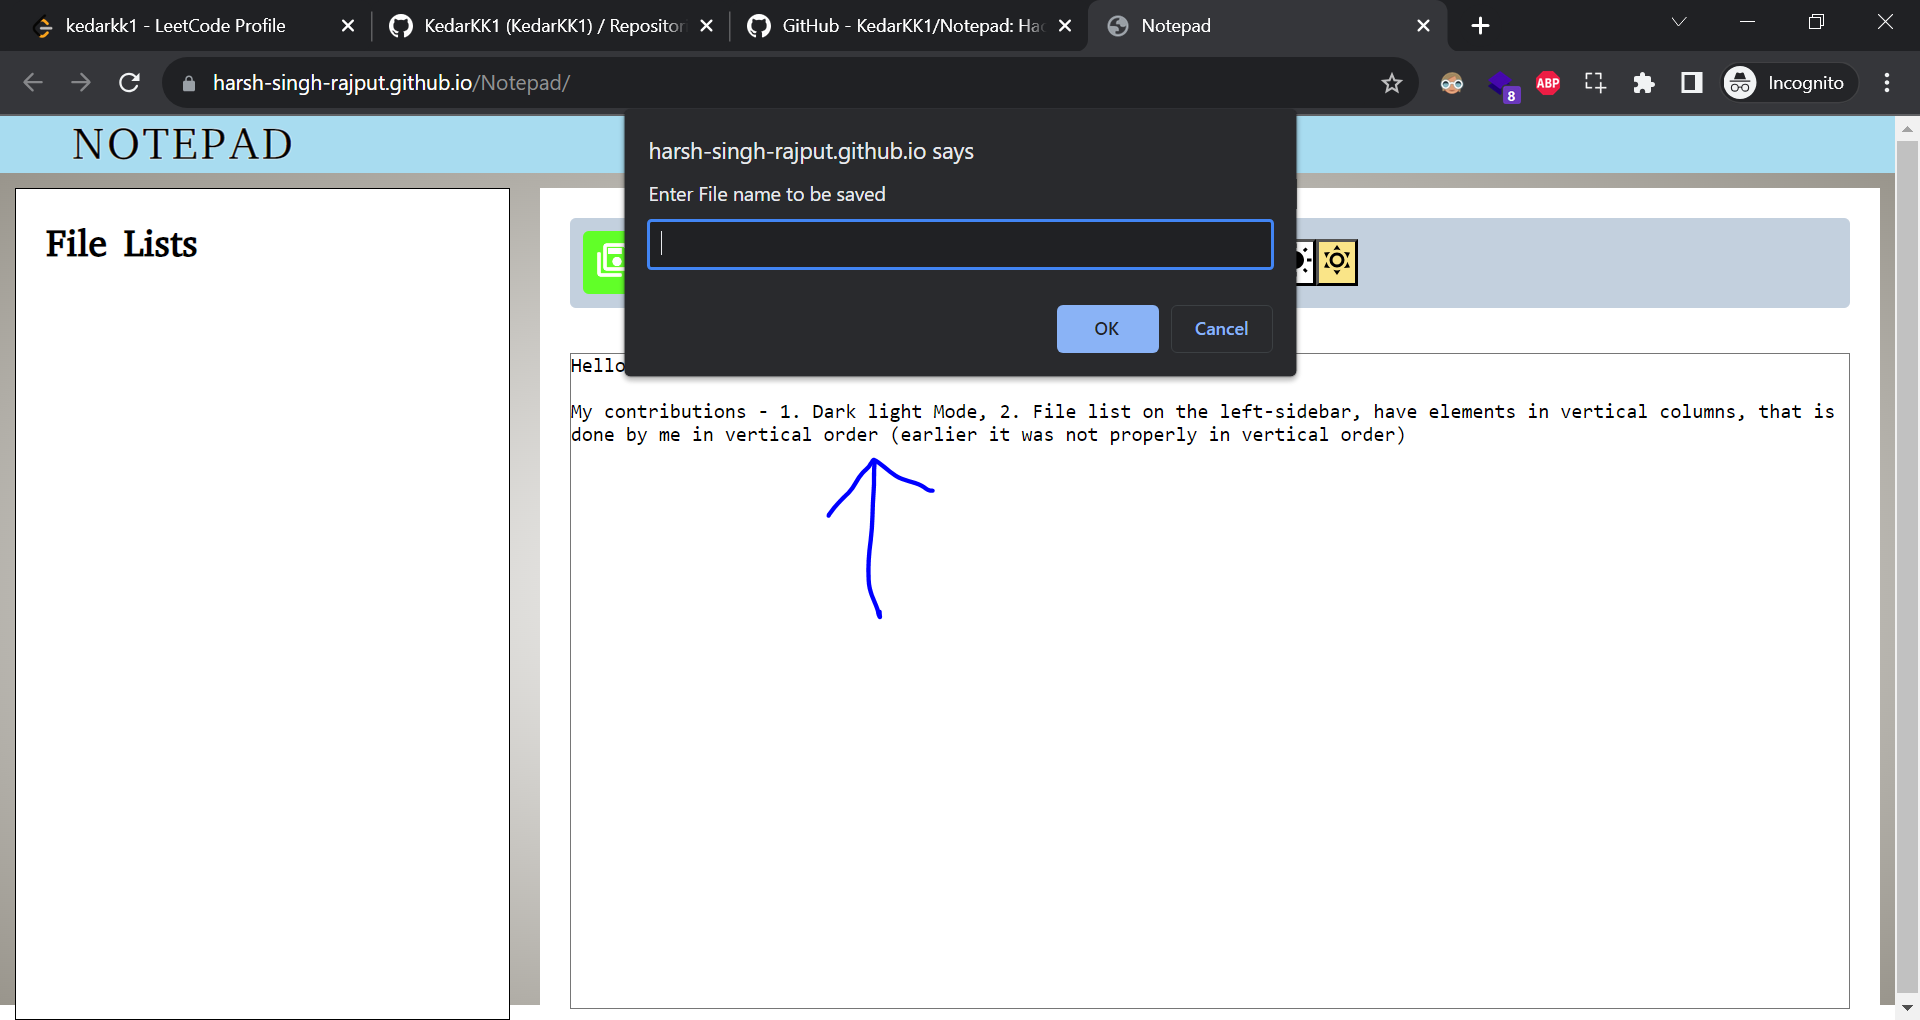 kedarkk1 - LeetCode Profile
KedarKK1 (KedarKK1) / Repositori
GitHub - KedarKK1/Notepad: Hac
Notepad
harsh-singh-rajput.github.io/Notepad/
8
ABP
Incognito
NOTEPAD
harsh-singh-rajput.github.io says
Enter File name to be saved
OK
Cancel
File Lists
Hello
My contributions - 1. Dark light Mode, 2. File list on the left-sidebar, have elements in vertical columns, that is
done by me in vertical order (earlier it was not properly in vertical order)